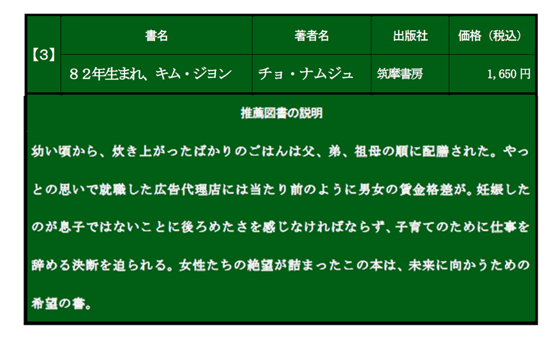 【3】
書名 著者名 出版社 価格（税込）
８２年生まれ、キム・ジヨン チョ・ナムジュ 筑摩書房 1,650 円
推薦図書の説明
幼い頃から、炊き上がったばかりのごはんは父、弟、祖母の順に配膳された。やっ
との思いで就職した広告代理店には当たり前のように男女の賃金格差が。妊娠した
のが息子ではないことに後ろめたさを感じなければならず、子育てのために仕事を
辞める決断を迫られる。女性たちの絶望が詰まったこの本は、未来に向かうための
希望の書。